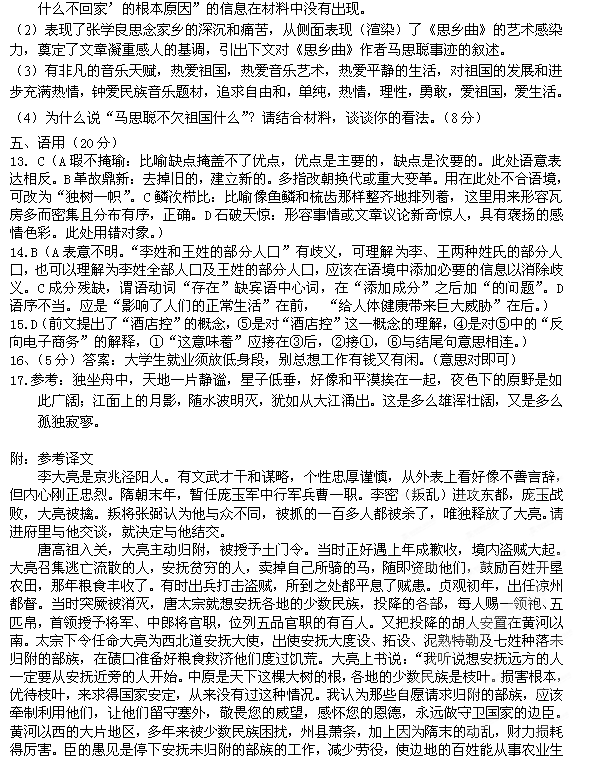 什么不回家’的根本原因”的信息在材料中没有出现。
（2）表现了张学良思念家乡的深沉和痛苦，从侧面表现（渲染）了《思乡曲》的艺术感染
力，奠定了文章凝重感人的基调，引出下文对《思乡曲》作者马思聪事迹的叙述。
（3）有非凡的音乐天赋，热爱祖国，热爱音乐艺术，热爱平静的生活，对祖国的发展和进
步充满热情，钟爱民族音乐题材，追求自由和，单纯，热情，理性，勇敢，爱祖国，爱生活。
（4）为什么说“马思聪不欠祖国什么”？请结合材料，谈谈你的看法。（8分）
五、语用（20分）
13. C（A瑕不掩瑜：比喻缺点掩盖不了优点，优点是主要的，缺点是次要的。此处语意表
达相反。B革故鼎新：去掉旧的，建立新的。多指改朝换代或重大变革。用在此处不合语境，
可改为“独树一帜”。C鳞次栉比：比喻像鱼鳞和梳齿那样整齐地排列着，这里用来形容瓦
房多而密集且分布有序，正确。D石破天惊：形容事情或文章议论新奇惊人，具有褒扬的感
情色彩。此处用错对象。）
14.B（A表意不明。“李姓和王姓的部分人口”有歧义，可理解为李、王两种姓氏的部分人
口，也可以理解为李姓全部人口及王姓的部分人口，应该在语境中添加必要的信息以消除歧
义。C成分残缺，谓语动词“存在”缺宾语中心词，在“添加成分”之后加“的问题”。D
语序不当。应是“影响了人们的正常生活”在前，　“给人体健康带来巨大威胁”在后。）
15.D（前文提出了“酒店控”的概念，⑤是对“酒店控”这一概念的理解，④是对⑤中的“反
向电子商务”的解释，①“这意味着”应接在③后，②接①，⑥与结尾句意思相连。）
16、（5分）答案：大学生就业须放低身段，别总想工作有钱又有闲。（意思对即可）
17.参考：独坐舟中，天地一片静谧，星子低垂，好像和平漠挨在一起，夜色下的原野是如
此广阔；江面上的月影，随水波明灭，犹如从大江涌出。这是多么雄浑壮阔，又是多么
孤独寂寥。
附：参考译文
李大亮是京兆泾阳人。有文武才干和谋略，个性忠厚谨慎，从外表上看好像不善言辞，
但内心刚正忠烈。隋朝末年，暂任庞玉军中行军兵曹一职。李密（叛乱）进攻东都，庞玉战
败，大亮被擒。叛将张弼认为他与众不同，被抓的一百多人都被杀了，唯独释放了大亮。请
进府里与他交谈，就决定与他结交。
唐高祖入关，大亮主动归附，被授予土门令。当时正好遇上年成歉收，境内盗贼大起。
大亮召集逃亡流散的人，安抚贫穷的人，卖掉自己所骑的马，随即资助他们，鼓励百姓开垦
农田，那年粮食丰收了。有时出兵打击盗贼，所到之处都平息了贼患。贞观初年，出任凉州
都督。当时突厥被消灭，唐太宗就想安抚各地的少数民族，投降的各部，每人赐一领袍、五
匹帛，首领授予将军、中郎将官职，位列五品官职的有百人。又把投降的胡人安置在黄河以
南。太宗下令任命大亮为西北道安抚大使，出使安抚大度设、拓设、泥熟特勒及七姓种落未
归附的部族，在碛口准备好粮食救济他们度过饥荒。大亮上书说：“我听说想安抚远方的人
一定要从安抚近旁的人开始。中原是天下这棵大树的根，各地的少数民族是枝叶。损害根本，
优待枝叶，来求得国家安定，从来没有过这种情况。我认为那些自愿请求归附的部族，应该
牵制利用他们，让他们留守塞外，敬畏您的威望，感怀您的恩德，永远做守卫国家的边臣。
黄河以西的大片地区，多年来被少数民族困扰，州县萧条，加上因为隋末的动乱，财力损耗
得厉害。臣的愚见是停下安抚未归附的部族的工作，减少劳役，使边地的百姓能从事农业生